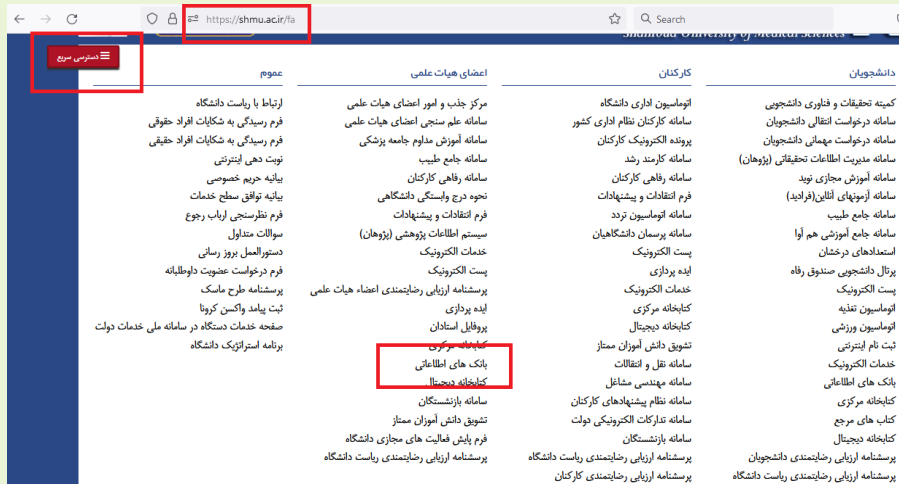 https://shmu.ac.ir/fa
Search
Shahroud University of Medical Sciences
دسترسی سریع
دانشجویان
کمیته تحقیقات و فناوری دانشجویی
سامانه درخواست انتقالی دانشجویان
سامانه درخواست مهمانی دانشجویان
سامانه مدیریت اطلاعات تحقیقاتی (پژوهان)
سامانه آموزش مجازی نوید
سامانه آزمونهای آنلاین(فرادید)
سامانه جامع طبیب
سامانه جامع آموزشی هم آوا
استعدادهای درخشان
پرتال دانشجویی صندوق رفاه
پست الکترونیک
اتوماسیون تغذیه
اتوماسیون ورزشی
ثبت نام اینترنتی
خدمات الکترونیک
بانک های اطلاعاتی
کتابخانه مرکزی
کتاب های مرجع
کتابخانه دیجیتال
پرسشنامه ارزیابی رضایتمندی دانشجویان
پرسشنامه ارزیابی رضایتمندی ریاست دانشگاه
کارکنان
اتوماسیون اداری دانشگاه
سامانه کارکنان نظام اداری کشور
پرونده الکترونیک کارکنان
سامانه کارمند رشد
سامانه رفاهی کارکنان
فرم انتقادات و پیشنهادات
سامانه اتوماسیون تردد
سامانه پرسمان دانشگاهیان
پست الکترونیک
ایده پردازی
خدمات الکترونیک
کتابخانه مرکزی
کتابخانه دیجیتال
تشویق دانش آموزان ممتاز
سامانه نقل و انتقالات
سامانه مهندسی مشاغل
سامانه نظام پیشنهادهای کارکنان
سامانه تدارکات الکترونیکی دولت
سامانه بازنشستگان
پرسشنامه ارزیابی رضایتمندی ریاست دانشگاه
پرسشنامه ارزیابی رضایتمندی کارکنان
اعضای هیات علمی
مرکز جذب و امور اعضای هیات علمی
سامانه علم سنجی اعضای هیات علمی
سامانه آموزش مداوم جامعه پزشکی
سامانه جامع طبیب
سامانه رفاهی کارکنان
نحوه درج وابستگی دانشگاهی
فرم انتقادات و پیشنهادات
سیستم اطلاعات پژوهشی (پژوهان)
خدمات الکترونیک
پست الکترونیک
پرسشنامه ارزیابی رضایتمندی اعضاء هیات علمی
ایده پردازی
پروفایل استادان
کتابخانه مرکزی
بانک های اطلاعاتی
کتابخانه دیجیتال
سامانه بازنشستگان
تشویق دانش آموزان ممتاز
فرم پایش فعالیت های مجازی دانشگاه
پرسشنامه ارزیابی رضایتمندی ریاست دانشگاه
عموم
ارتباط با ریاست دانشگاه
فرم رسیدگی به شکایات افراد حقوقی
فرم رسیدگی به شکایات افراد حقیقی
نوبت دهی اینترنتی
بیانیه حریم خصوصی
بیانیه توافق سطح خدمات
فرم نظرسنجی ارباب رجوع
سوالات متداول
دستورالعمل بروز رسانی
فرم درخواست عضویت داوطلبانه
پرسشنامه طرح ماسک
ثبت پیامد واکسن کرونا
صفحه خدمات دستگاه در سامانه ملی خدمات دولت
برنامه استراتژیک دانشگاه